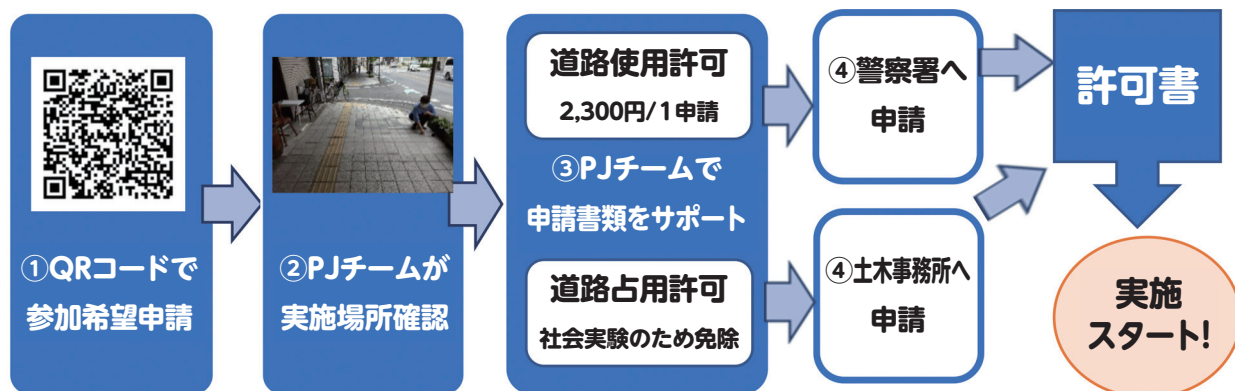 ①QRコードで
参加希望申請
②PJチームが
実施場所確認
道路使用許可
2,300円/1申請
③PJチームで
申請書類をサポート
道路占用許可
社会実験のため免除
④警察署へ
申請
④土木事務所へ
申請
許可書
実施
スタート!